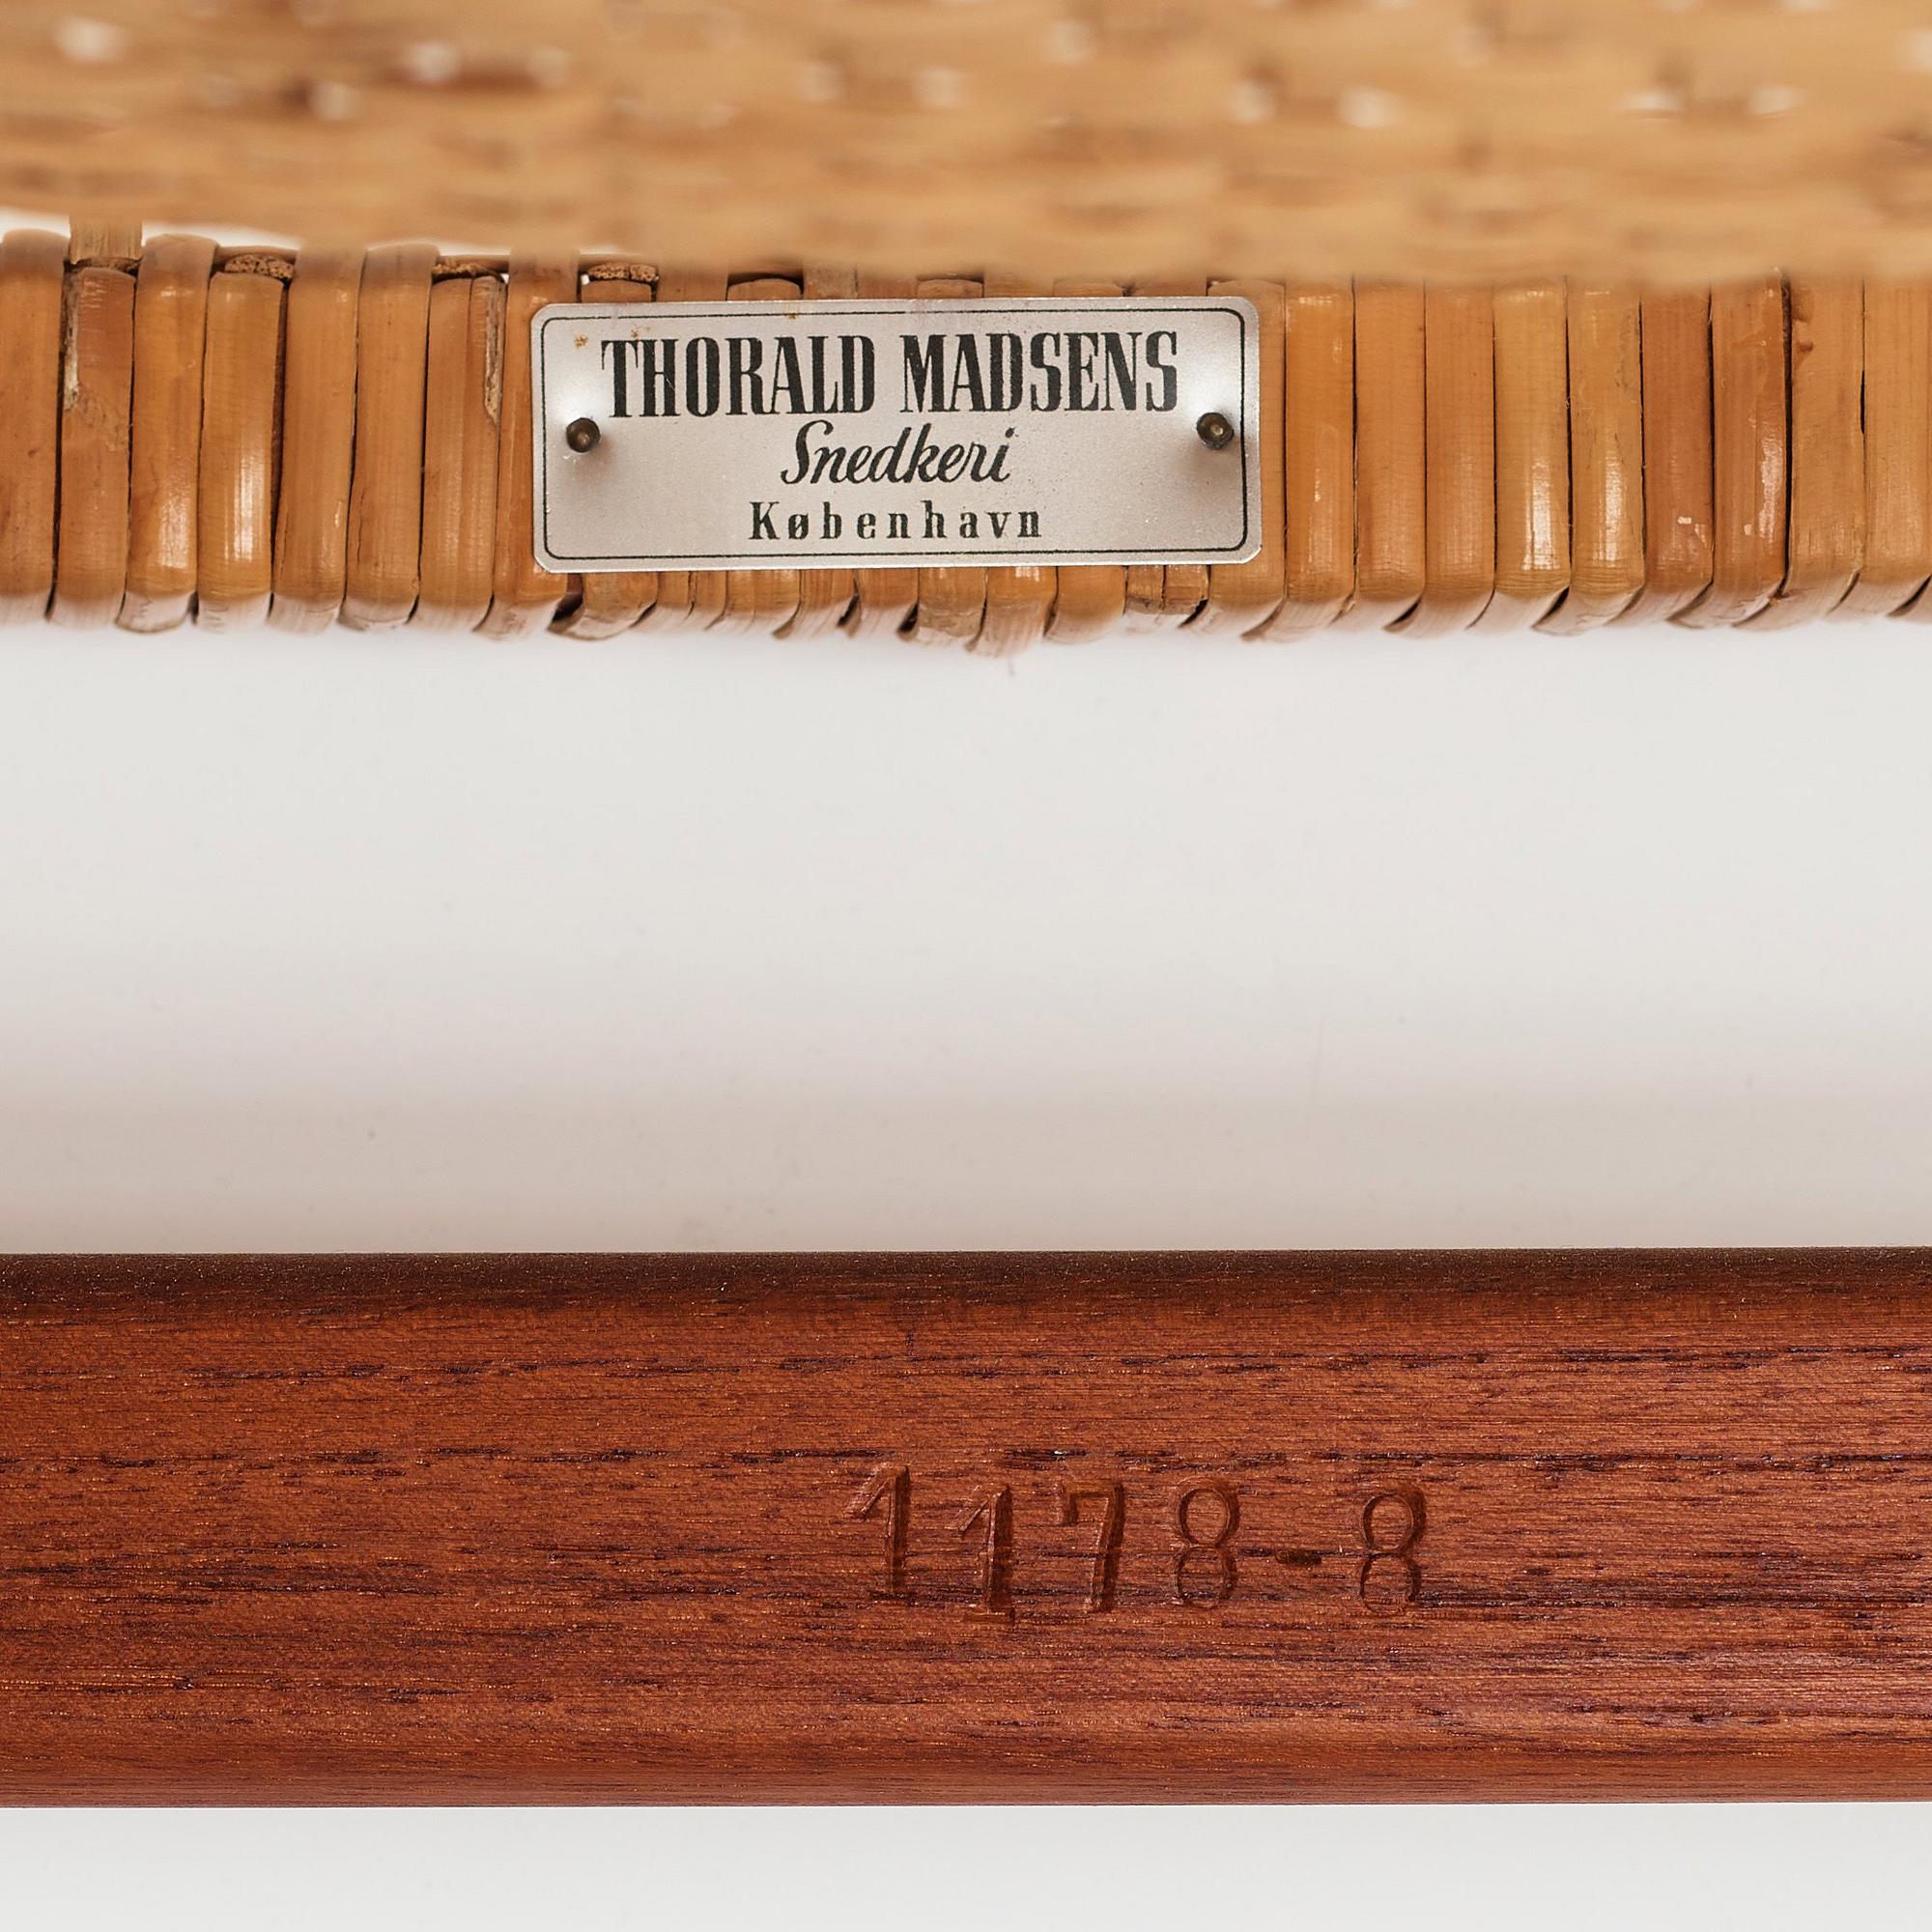 THORALD MADSENS
Snedkeri
København
1178-8